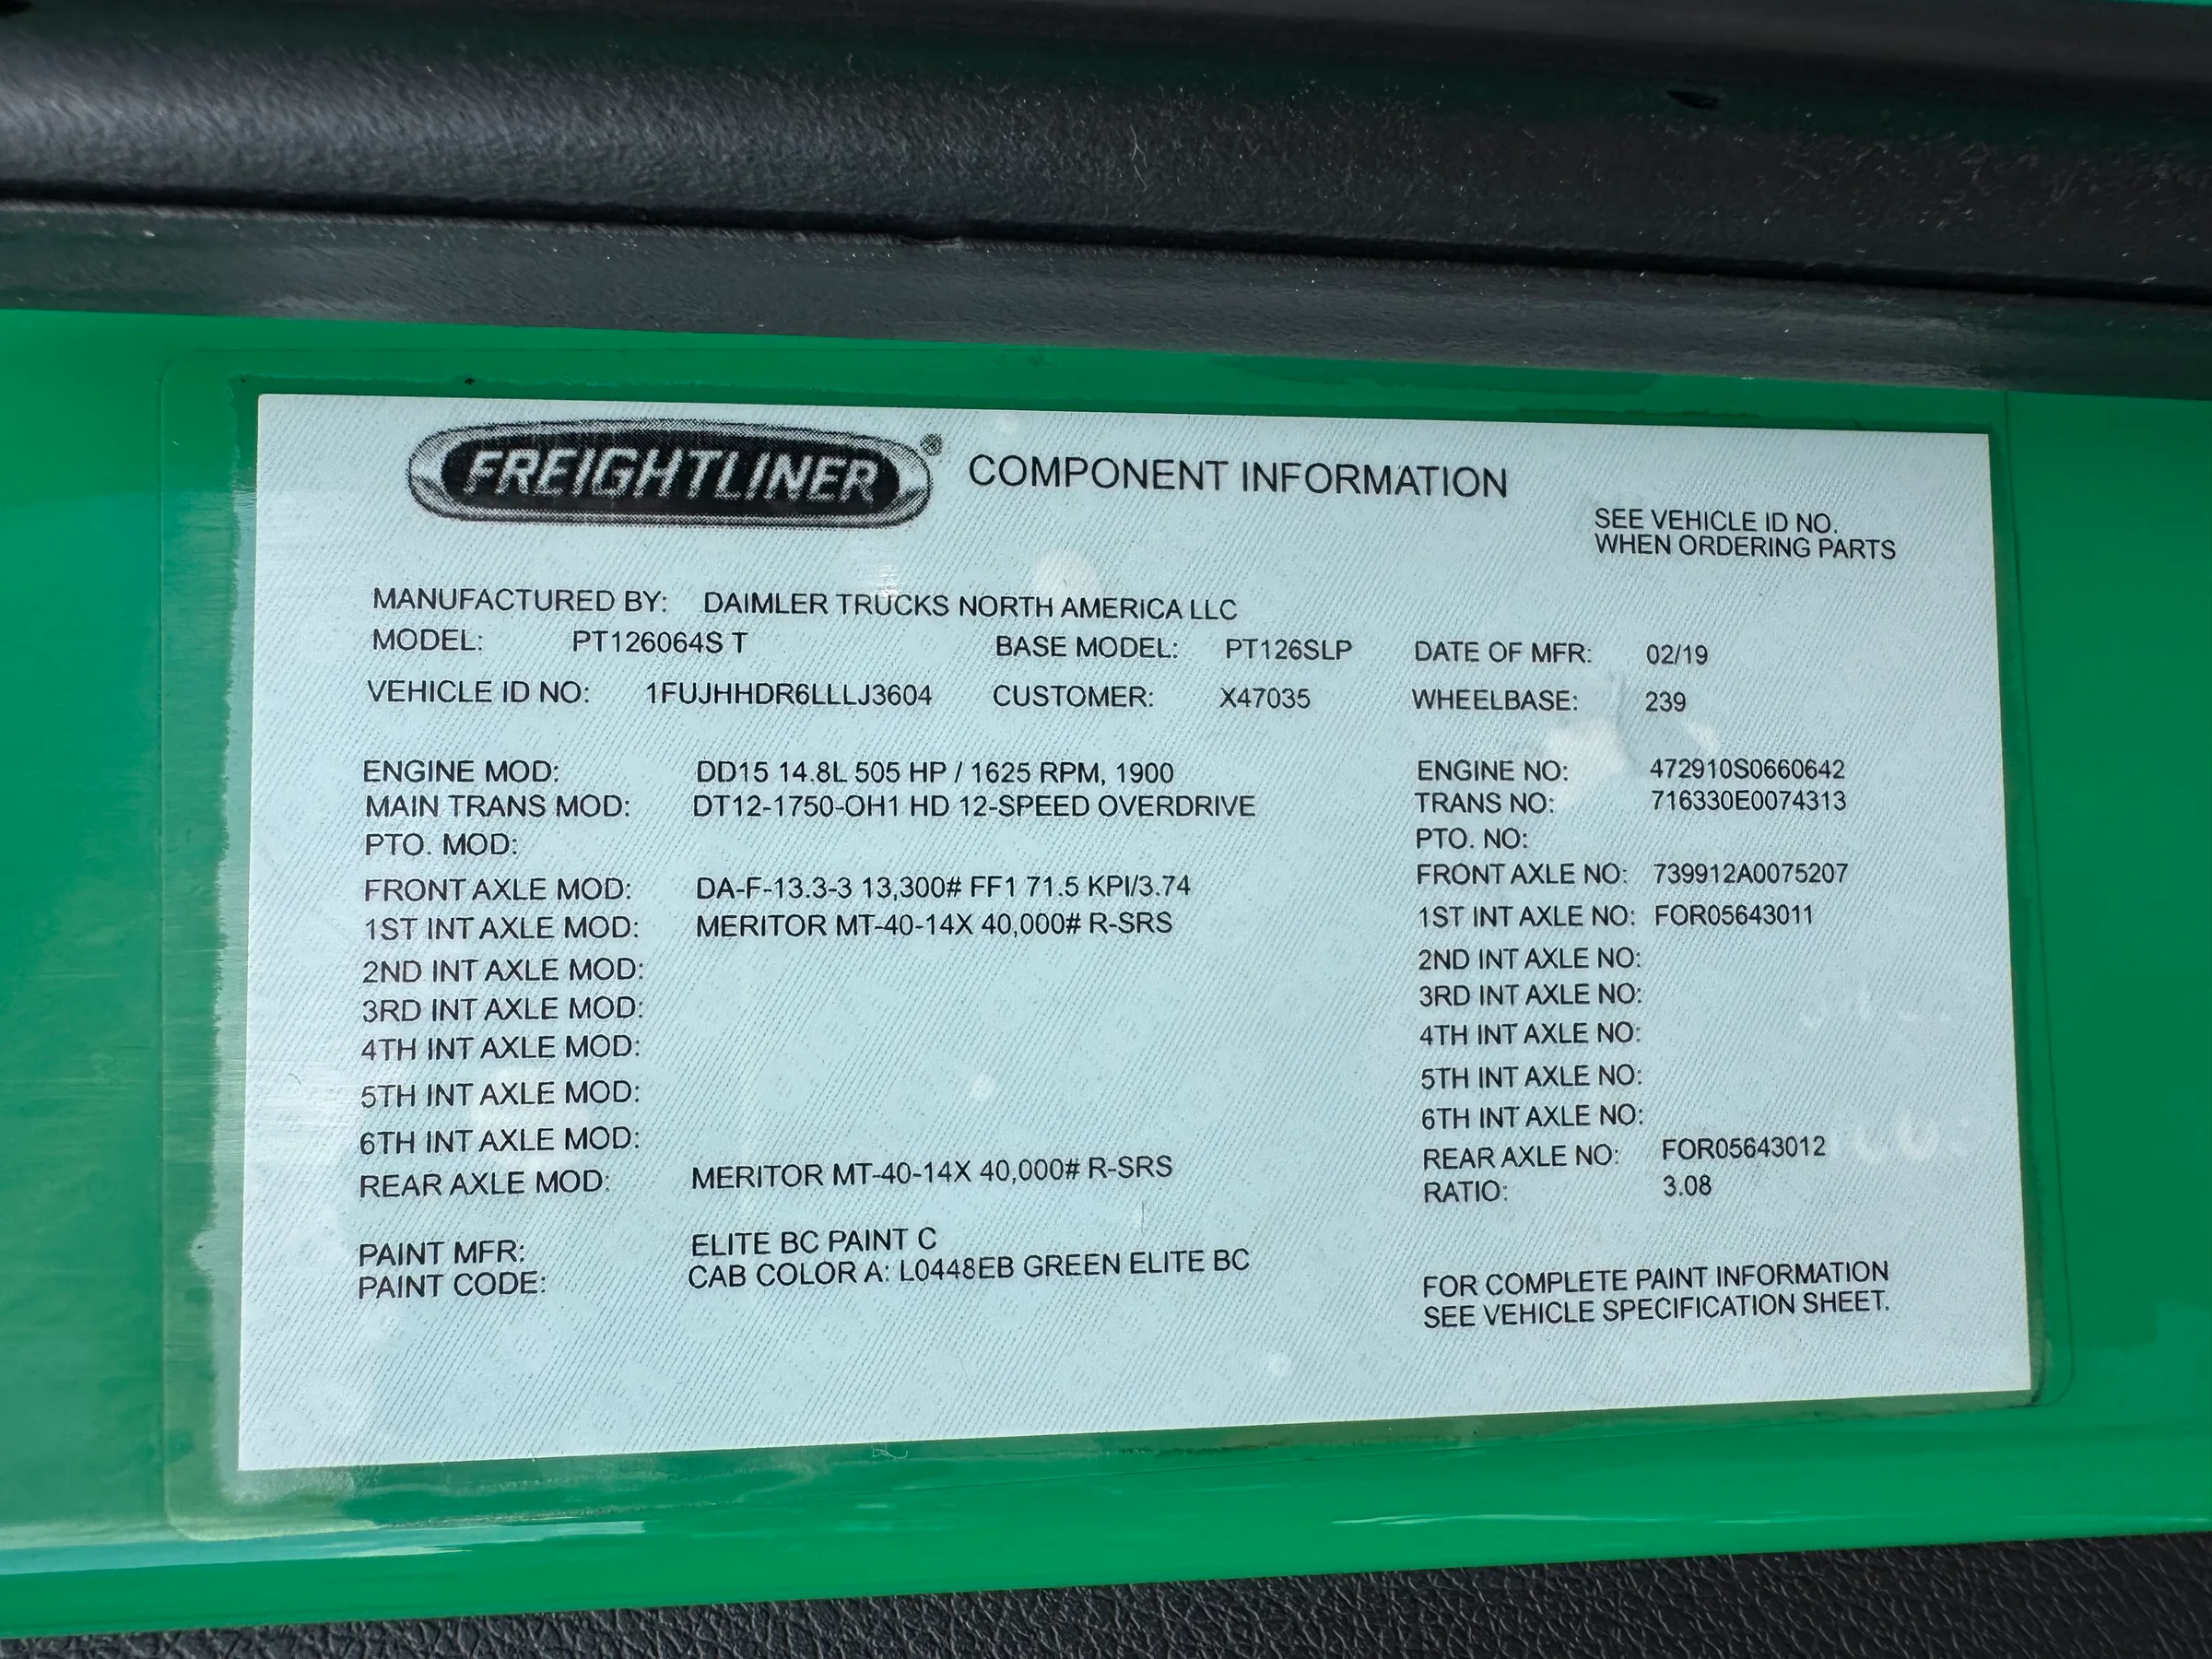 FREIGHTLINER® COMPONENT INFORMATION
SEE VEHICLE ID NO.
WHEN ORDERING PARTS
MANUFACTURED BY: DAIMLER TRUCKS NORTH AMERICA LLC
MODEL: PT126064S T BASE MODEL: PT126SLP DATE OF MFR: 02/19
VEHICLE ID NO: 1FUJHHDR6LLLJ3604 CUSTOMER: X47035 WHEELBASE: 239
ENGINE MOD: DD15 14.8L 505 HP / 1625 RPM, 1900 ENGINE NO: 472910S0660642
MAIN TRANS MOD: DT12-1750-OH1 HD 12-SPEED OVERDRIVE TRANS NO: 716330E0074313
PTO. MOD: PTO. NO:
FRONT AXLE MOD: DA-F-13.3-3 13,300# FF1 71.5 KPI/3.74 FRONT AXLE NO: 739912A0075207
1ST INT AXLE MOD: MERITOR MT-40-14X 40,000# R-SRS 1ST INT AXLE NO: FOR05643011
2ND INT AXLE MOD: 2ND INT AXLE NO:
3RD INT AXLE MOD: 3RD INT AXLE NO:
4TH INT AXLE MOD: 4TH INT AXLE NO:
5TH INT AXLE MOD: 5TH INT AXLE NO:
6TH INT AXLE MOD: 6TH INT AXLE NO:
REAR AXLE MOD: MERITOR MT-40-14X 40,000# R-SRS REAR AXLE NO: FOR05643012
RATIO: 3.08
PAINT MFR: ELITE BC PAINT C
PAINT CODE: CAB COLOR A: L0448EB GREEN ELITE BC
FOR COMPLETE PAINT INFORMATION
SEE VEHICLE SPECIFICATION SHEET.